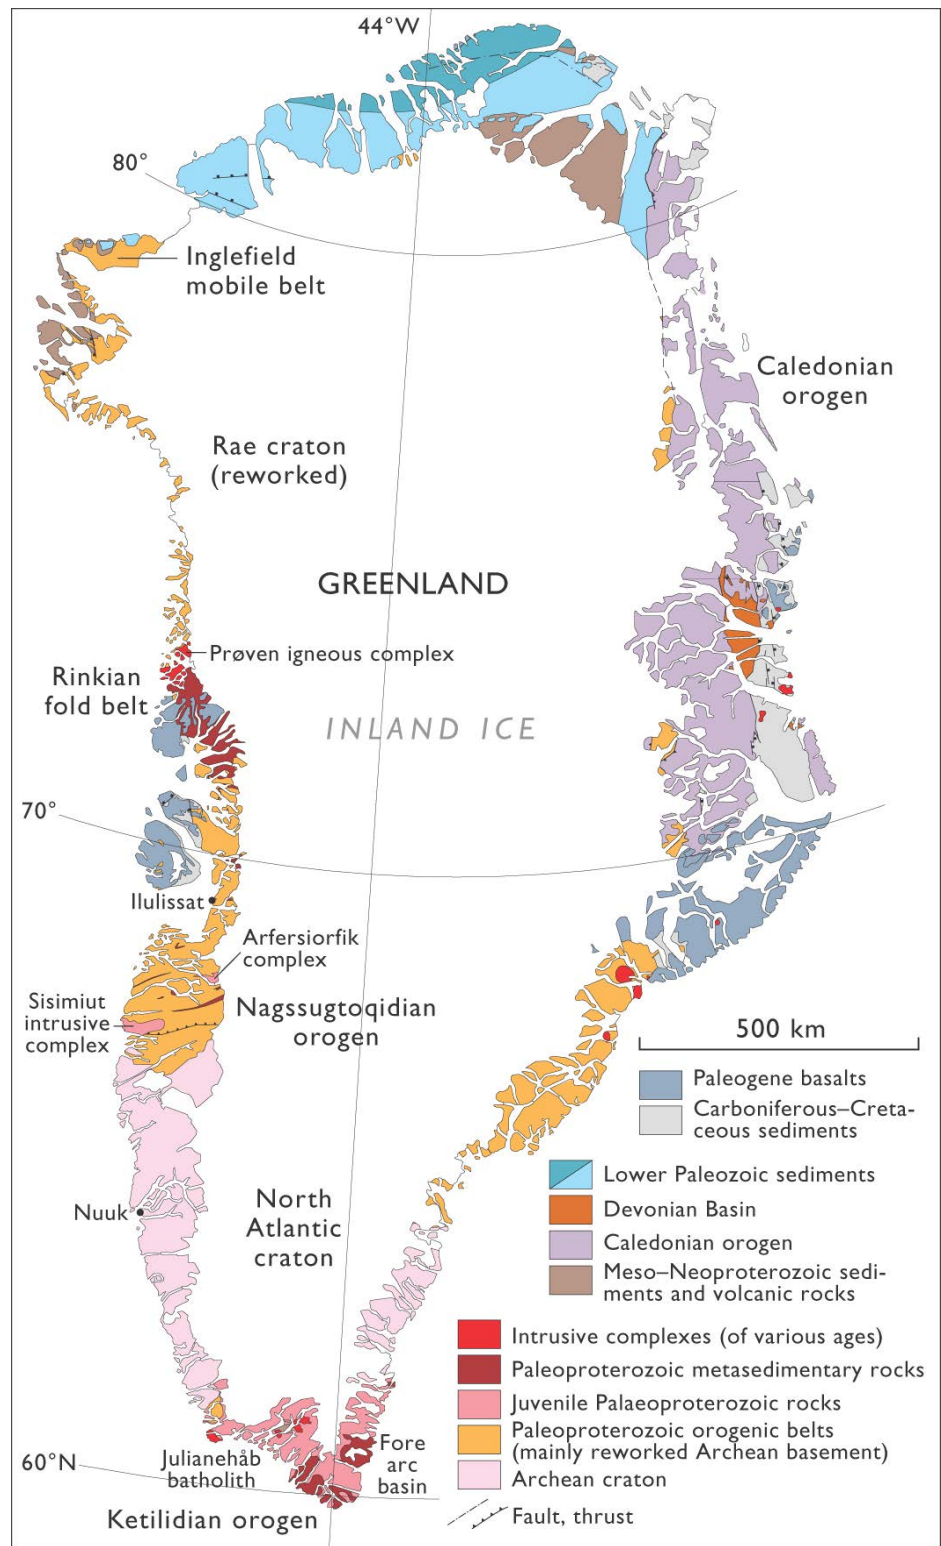 44°W
80°
Inglefield
mobile belt
Caledonian
orogen
Rae craton
(reworked)
GREENLAND
Prøven igneous complex
Rinkian
fold belt
INLAND ICE
70°
Ilulissat
Arfersiorfik
complex
Sisimiut
intrusive
complex
Nagssugtoqidian
orogen
500 km
Paleogene basalts
Carboniferous–Creta-
ceous sediments
Lower Paleozoic sediments
Devonian Basin
Caledonian orogen
Meso–Neoproterozoic sedi-
ments and volcanic rocks
Nuuk
North
Atlantic
craton
Intrusive complexes (of various ages)
Paleoproterozoic metasedimentary rocks
Juvenile Palaeoproterozoic rocks
Paleoproterozoic orogenic belts
(mainly reworked Archean basement)
Archean craton
Fault, thrust
Julianehåb
batholith
Fore
arc
basin
60°N
Ketilidian orogen